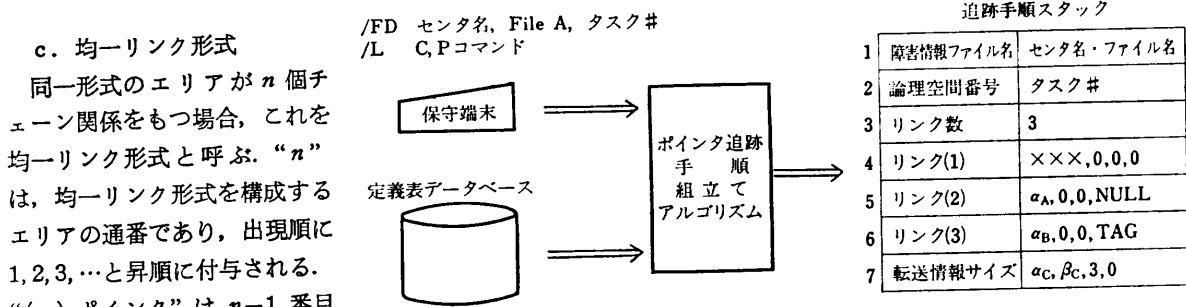 c. 均一リンク形式
同一形式のエリアが n 個チ
ェーン関係をもつ場合, これを
均一リンク形式と呼ぶ. “n”
は, 均一リンク形式を構成する
エリアの通番であり, 出現順に
1, 2, 3, …と昇順に付与される.
ポインタ”は n−1 番目
/FD センタ名, File A, タスク#
/L C, Pコマンド
保守端末
定義表データベース
ポインタ追跡
手 順
組立て
アルゴリズム
追跡手順スタック
1 障害情報ファイル名 センタ名・ファイル名
2 論理空間番号 タスク#
3 リンク数 3
4 リンク(1) ×××,0,0,0
5 リンク(2) αA,0,0,NULL
6 リンク(3) αB,0,0,TAG
7 転送情報サイズ αC,βC,3,0